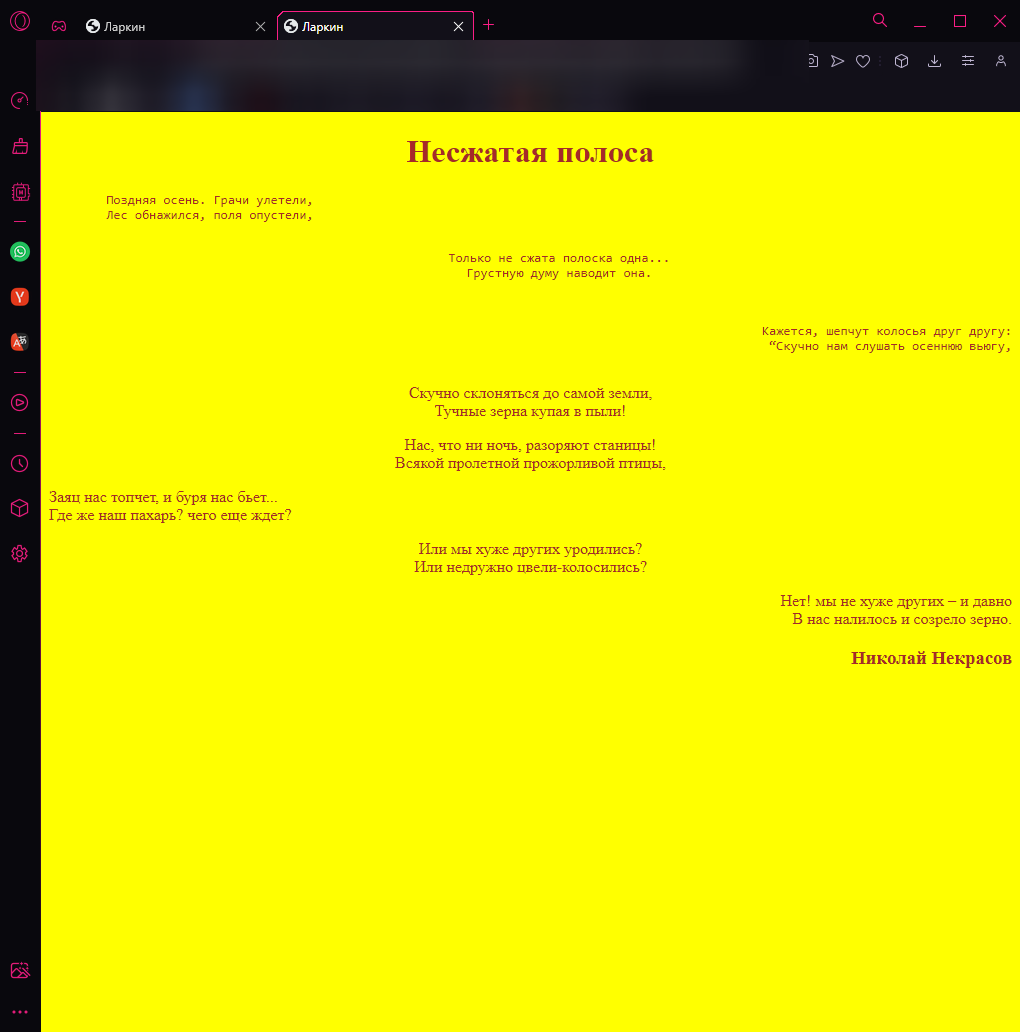 Ларкин
Ларкин
Несжатая полоса
Поздняя осень. Грачи улетели,
Лес обнажился, поля опустели,
Только не сжата полоска одна...
Грустную думу наводит она.
Кажется, шепчут колосья друг другу:
“Скучно нам слушать осеннюю вьюгу,
Скучно склоняться до самой земли,
Тучные зерна купая в пыли!
Нас, что ни ночь, разоряют станицы!
Всякой пролетной прожорливой птицы,
Заяц нас топчет, и буря нас бьет...
Где же наш пахарь? чего еще ждет?
Или мы хуже других уродились?
Или недружно цвели-колосились?
Нет! мы не хуже других – и давно
В нас налилось и созрело зерно.
Николай Некрасов